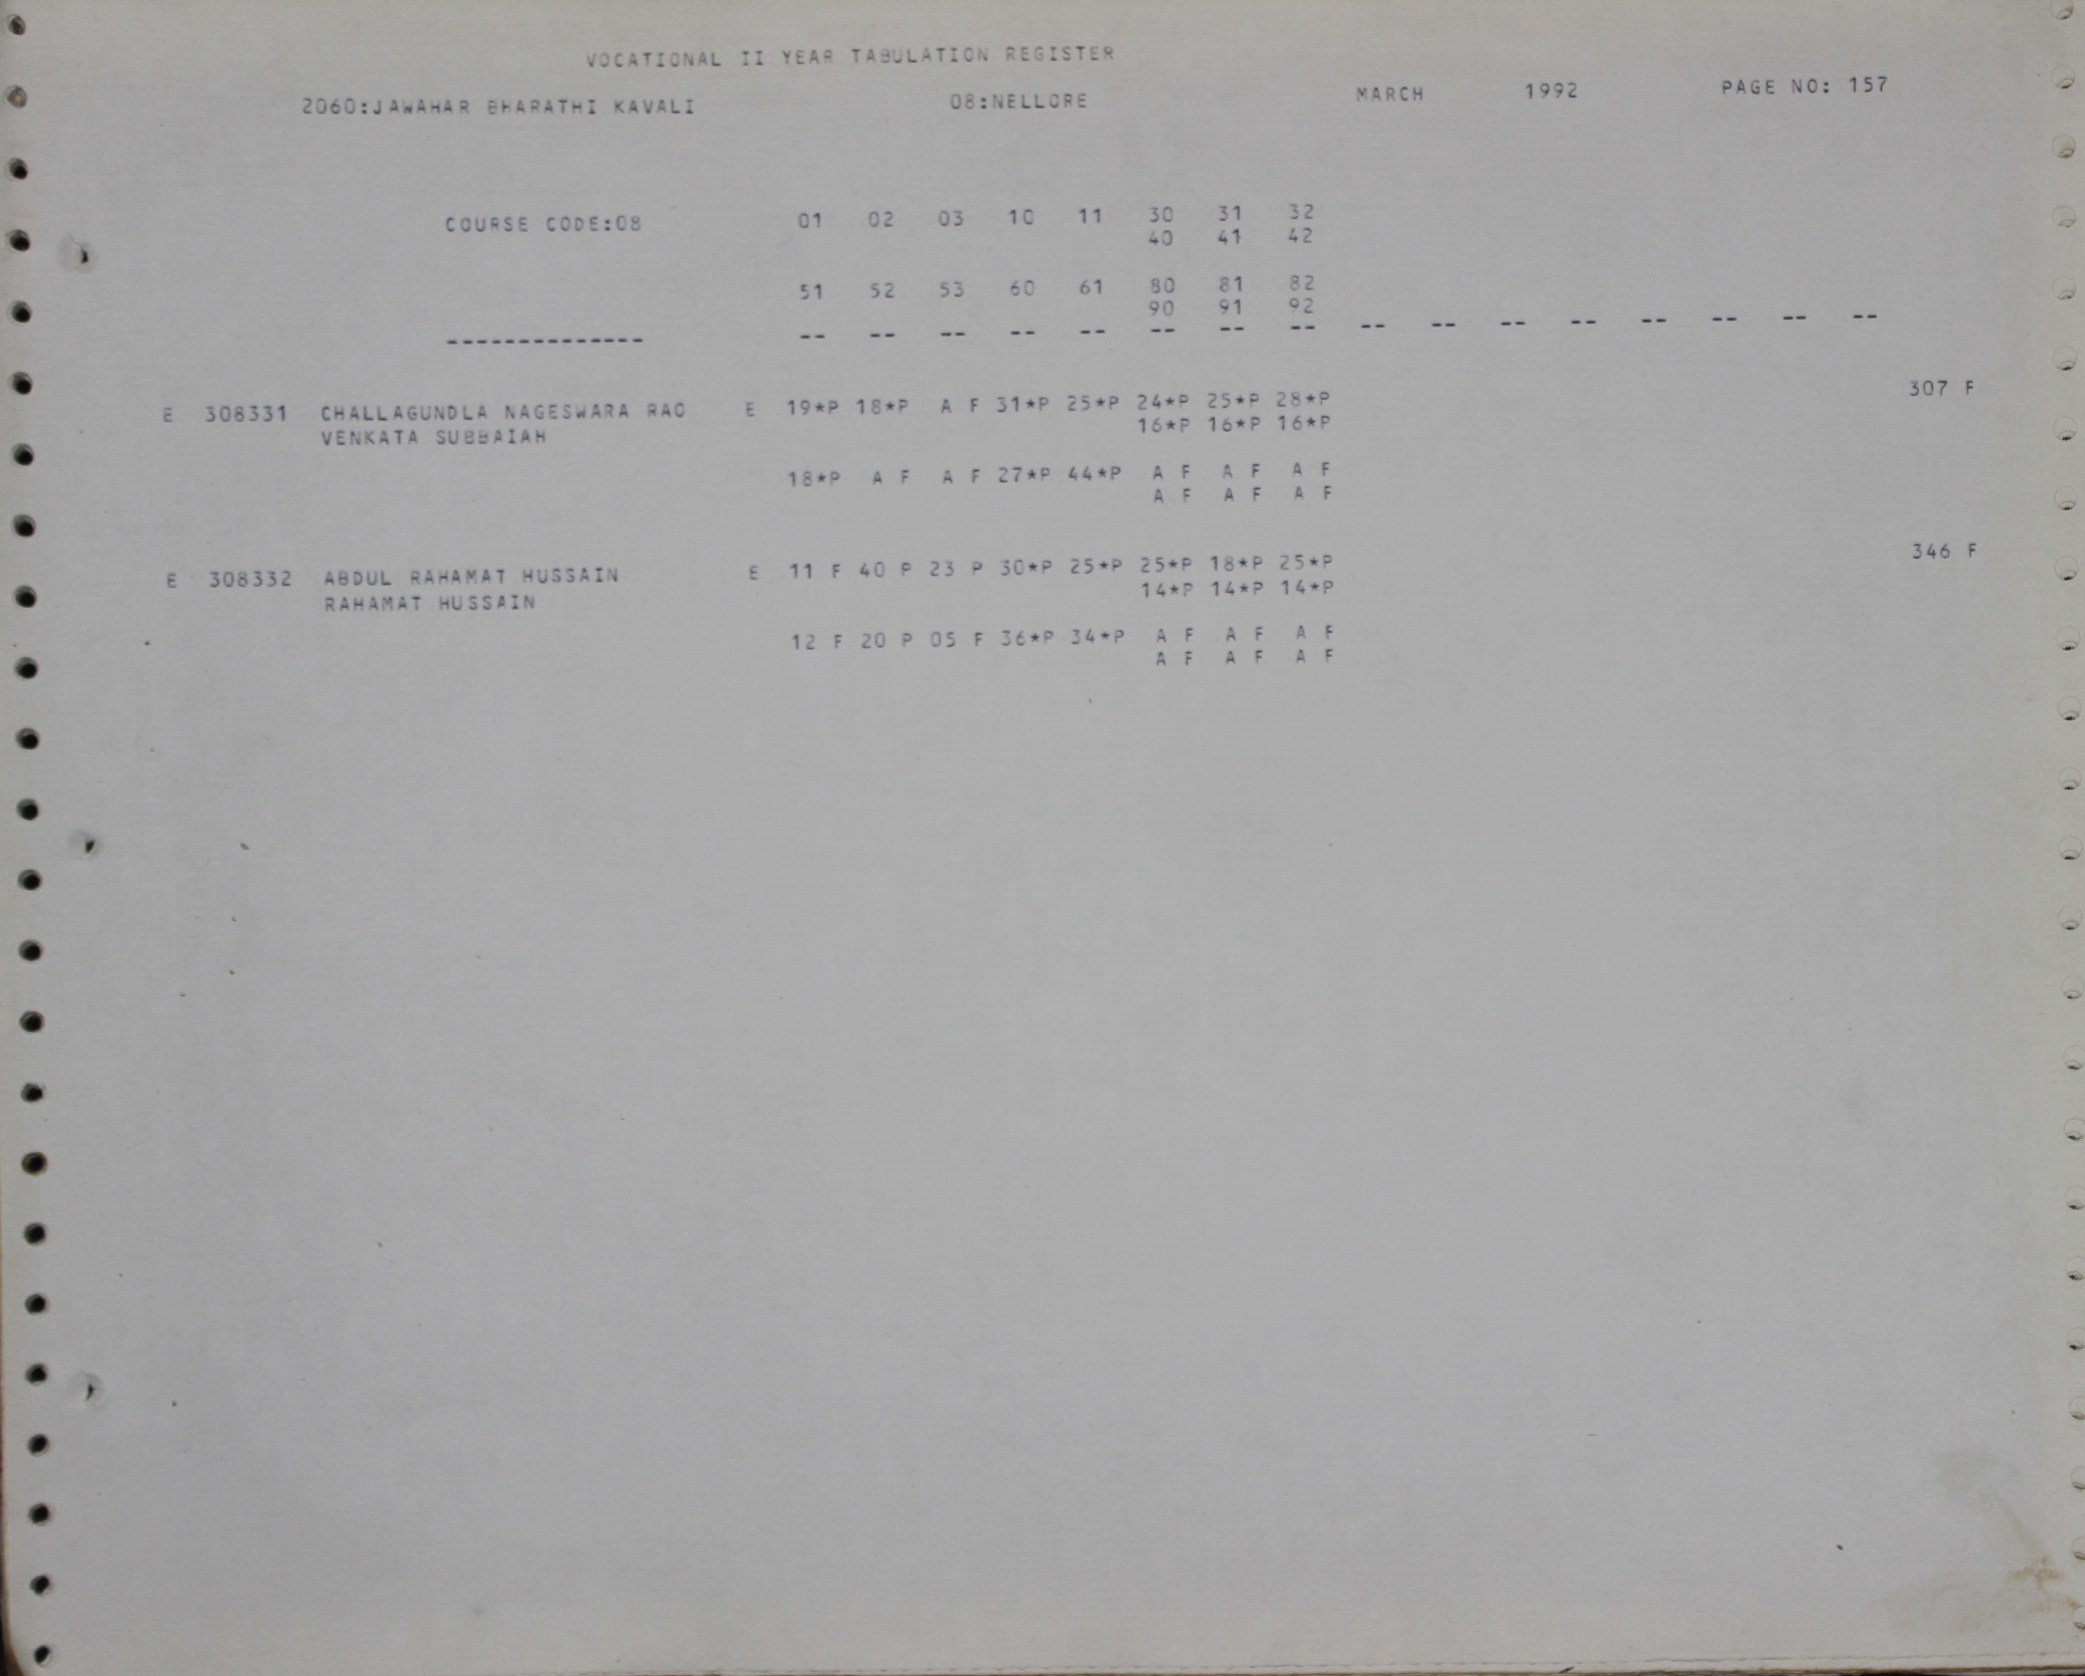 VOCATIONAL II YEAR TABULATION REGISTER
2060:JAWAHAR BHARATHI KAVALI 08:NELLORE MARCH 1992 PAGE NO: 157
COURSE CODE:08 01 02 03 10 11 30 31 32
40 41 42
51 52 53 60 61 80 81 82
90 91 92
-------------- -- -- -- -- -- -- -- -- -- -- -- -- -- -- -- --
E 308331 CHALLAGUNDLA NAGESWARA RAO E 19*P 18*P A F 31*P 25*P 24*P 25*P 28*P 307 F
VENKATA SUBBAIAH 16*P 16*P 16*P
18*P A F A F 27*P 44*P A F A F A F
A F A F A F
E 308332 ABDUL RAHAMAT HUSSAIN E 11 F 40 P 23 P 30*P 25*P 25*P 18*P 25*P 346 F
RAHAMAT HUSSAIN 14*P 14*P 14*P
12 F 20 P 05 F 36*P 34*P A F A F A F
A F A F A F